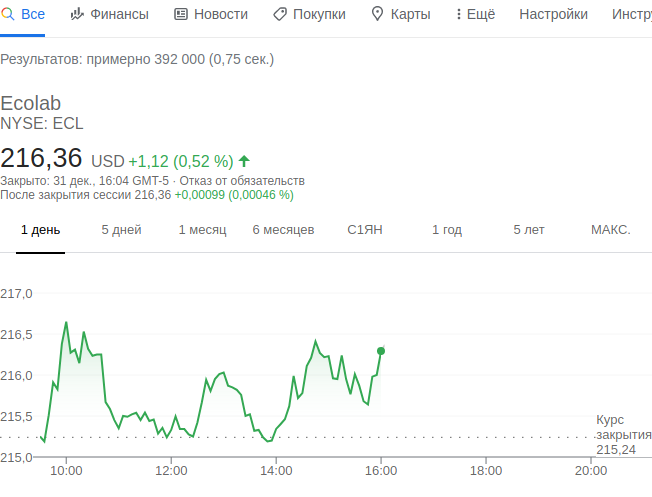 Все Финансы Новости Покупки Карты Ещё Настройки Инстру
Результатов: примерно 392 000 (0,75 сек.)
Ecolab
NYSE: ECL
216,36 USD +1,12 (0,52 %)
Закрыто: 31 дек., 16:04 GMT-5 · Отказ от обязательств
После закрытия сессии 216,36 +0,00099 (0,00046 %)
1 день 5 дней 1 месяц 6 месяцев С1ЯН 1 год 5 лет МАКС.
217,0
216,5
216,0
215,5
215,0
Курс
закрытия
215,24
10:00 12:00 14:00 16:00 18:00 20:00